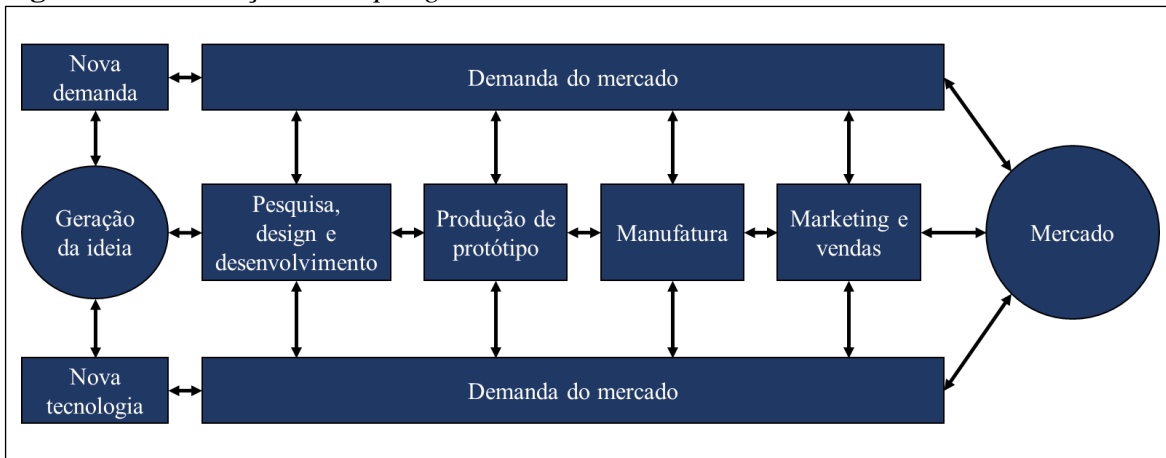 Nova
demanda
Demanda do mercado
Geração
da ideia
Pesquisa,
design e
desenvolvimento
Produção de
protótipo
Manufatura
Marketing e
vendas
Mercado
Nova
tecnologia
Demanda do mercado